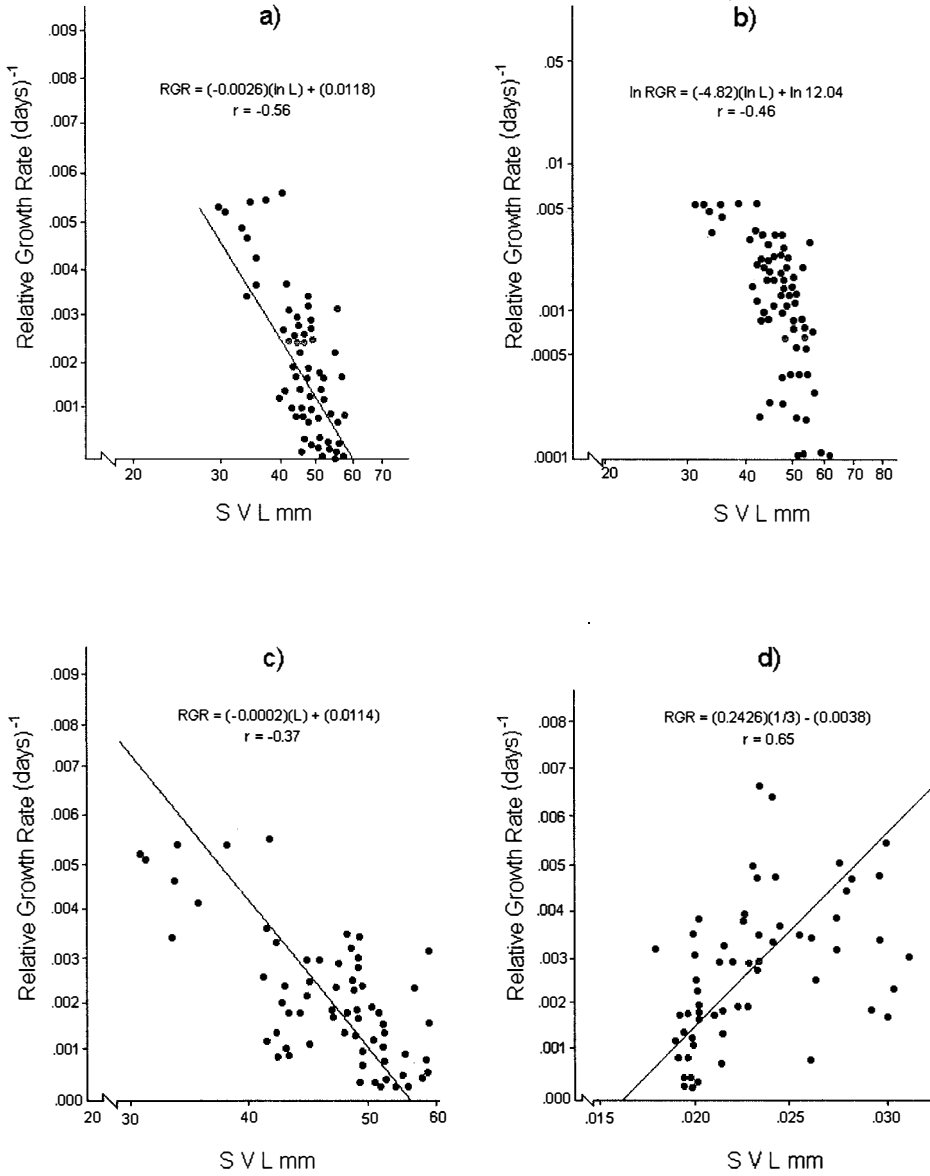 a)
.009
.008
.007
.006
.005
.004
.003
.002
.001
Relative Growth Rate (days)⁻¹
RGR = (-0.0026)(ln L) + (0.0118)
r = -0.56
20 30 40 50 60 70
S V L mm
b)
.05
.01
.005
.001
.0005
.0001
Relative Growth Rate (days)⁻¹
ln RGR = (-4.82)(ln L) + ln 12.04
r = -0.46
20 30 40 50 60 70 80
S V L mm
c)
.009
.008
.007
.006
.005
.004
.003
.002
.001
.000
Relative Growth Rate (days)⁻¹
RGR = (-0.0002)(L) + (0.0114)
r = -0.37
20 30 40 50 60
S V L mm
d)
.008
.007
.006
.005
.004
.003
.002
.001
.000
Relative Growth Rate (days)⁻¹
RGR = (0.2426)(1/3) - (0.0038)
r = 0.65
.015 .020 .025 .030
S V L mm